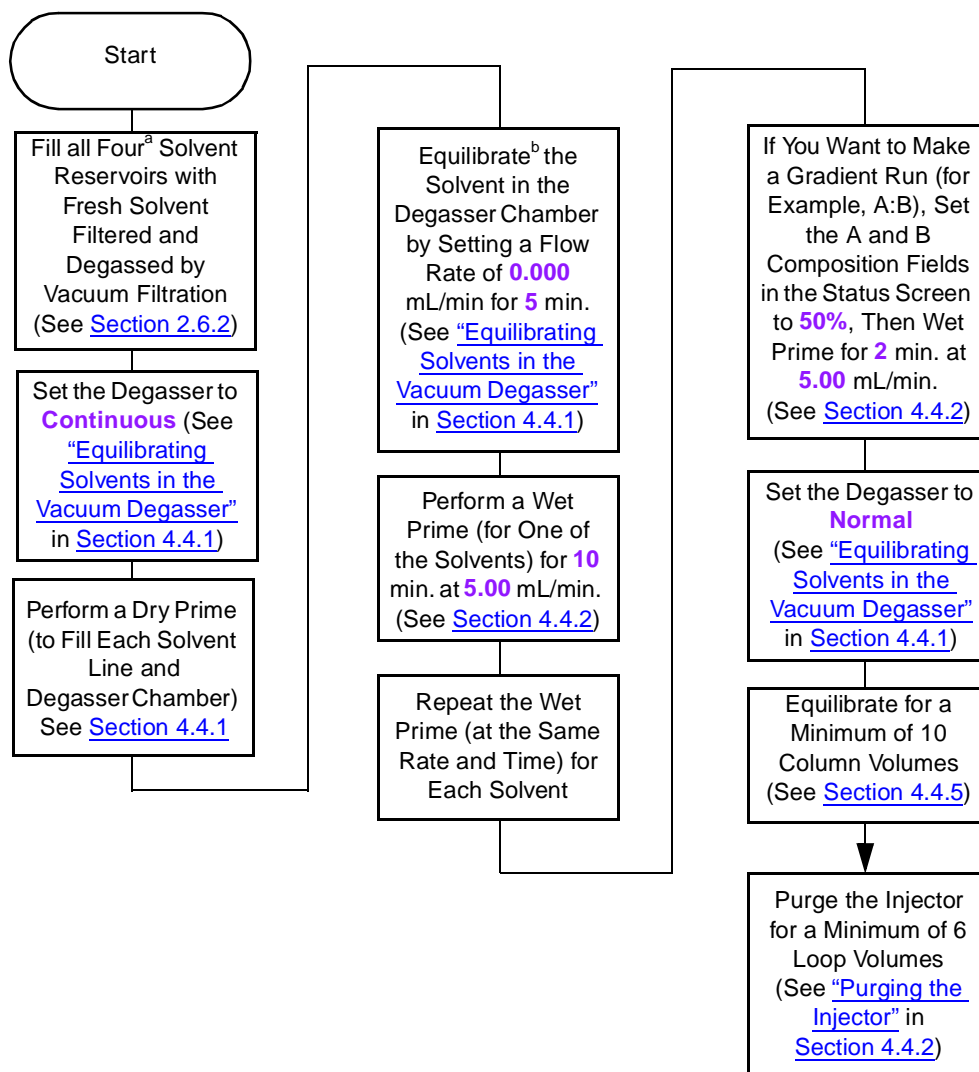 Start
Fill all Four^a Solvent
Reservoirs with
Fresh Solvent
Filtered and
Degassed by
Vacuum Filtration
(See Section 2.6.2)
Set the Degasser to
Continuous (See
“Equilibrating
Solvents in the
Vacuum Degasser”
in Section 4.4.1)
Perform a Dry Prime
(to Fill Each Solvent
Line and
Degasser Chamber)
See Section 4.4.1
Equilibrate^b the
Solvent in the
Degasser Chamber
by Setting a Flow
Rate of 0.000
mL/min for 5 min.
(See “Equilibrating
Solvents in the
Vacuum Degasser”
in Section 4.4.1)
Perform a Wet
Prime (for One of
the Solvents) for 10
min. at 5.00 mL/min.
(See Section 4.4.2)
Repeat the Wet
Prime (at the Same
Rate and Time) for
Each Solvent
If You Want to Make
a Gradient Run (for
Example, A:B), Set
the A and B
Composition Fields
in the Status Screen
to 50%, Then Wet
Prime for 2 min. at
5.00 mL/min.
(See Section 4.4.2)
Set the Degasser to
Normal
(See “Equilibrating
Solvents in the
Vacuum Degasser”
in Section 4.4.1)
Equilibrate for a
Minimum of 10
Column Volumes
(See Section 4.4.5)
Purge the Injector
for a Minimum of 6
Loop Volumes
(See “Purging the
Injector” in
Section 4.4.2)